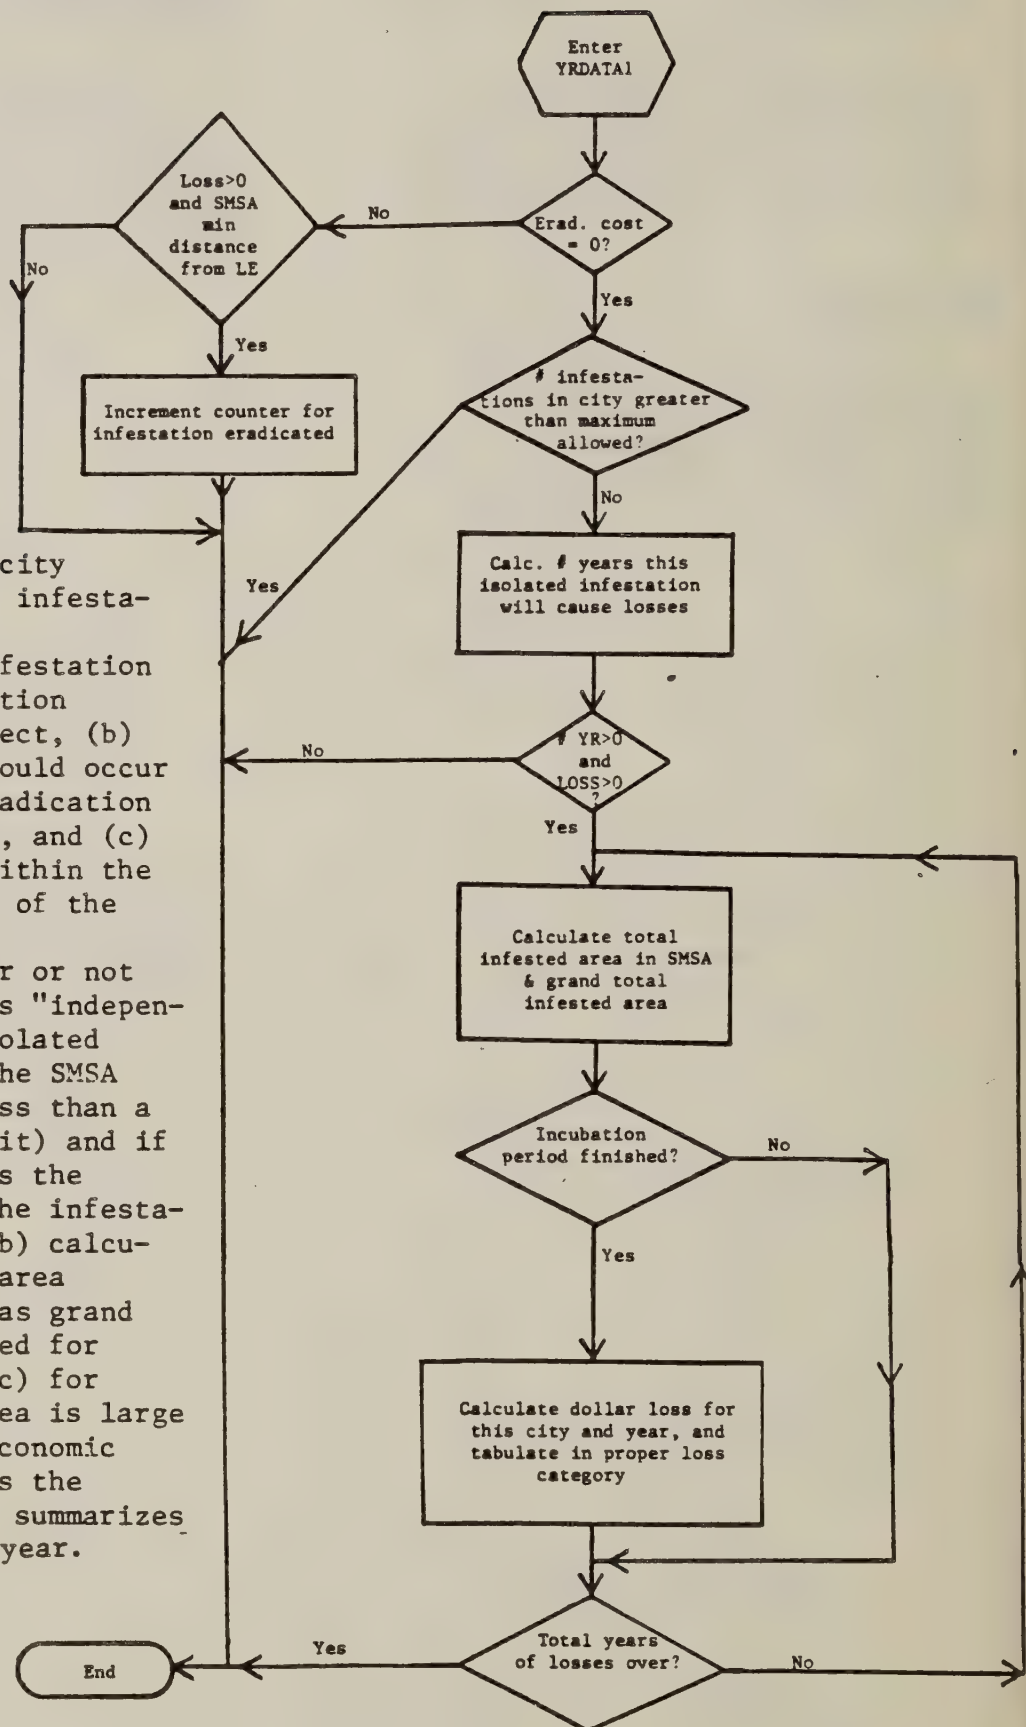 Enter
YRDATA1
Loss>0
and SMSA
min
distance
from LE
No
Erad. cost
= 0?
No
Yes
Yes
Increment counter for
infestation eradicated
# infesta-
tions in city greater
than maximum
allowed?
No
Yes
Calc. # years this
isolated infestation
will cause losses
No
# YR>0
and
LOSS>0
?
Yes
Calculate total
infested area in SMSA
& grand total
infested area
Incubation
period finished?
No
Yes
Calculate dollar loss for
this city and year, and
tabulate in proper loss
category
Total years
of losses over?
Yes
No
End
city
infesta-
festation
tion
ect, (b)
ould occur
adication
, and (c)
ithin the
of the
r or not
s "indepen-
olated
he SMSA
ss than a
it) and if
s the
he infesta-
b) calcu-
area
as grand
ed for
c) for
ea is large
conomic
s the
summarizes
year.